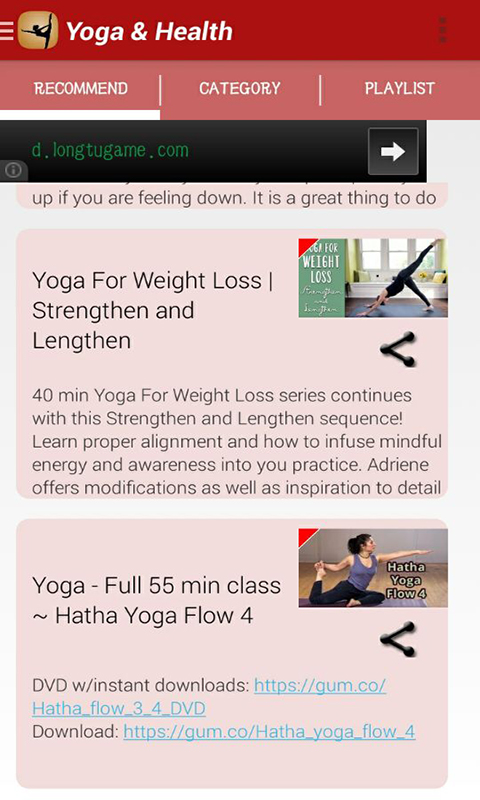 Yoga & Health
RECOMMEND
CATEGORY
PLAYLIST
d.longtugame.com
up if you are feeling down. It is a great thing to do
YOGA FOR
WEIGHT
LOSS
Strengthen
and
Lengthen
Yoga For Weight Loss |
Strengthen and
Lengthen
40 min Yoga For Weight Loss series continues
with this Strengthen and Lengthen sequence!
Learn proper alignment and how to infuse mindful
energy and awareness into you practice. Adriene
offers modifications as well as inspiration to detail
Hatha
Yoga
Flow 4
Yoga - Full 55 min class
~ Hatha Yoga Flow 4
DVD w/instant downloads: https://gum.co/
Hatha_flow_3_4_DVD
Download: https://gum.co/Hatha_yoga_flow_4